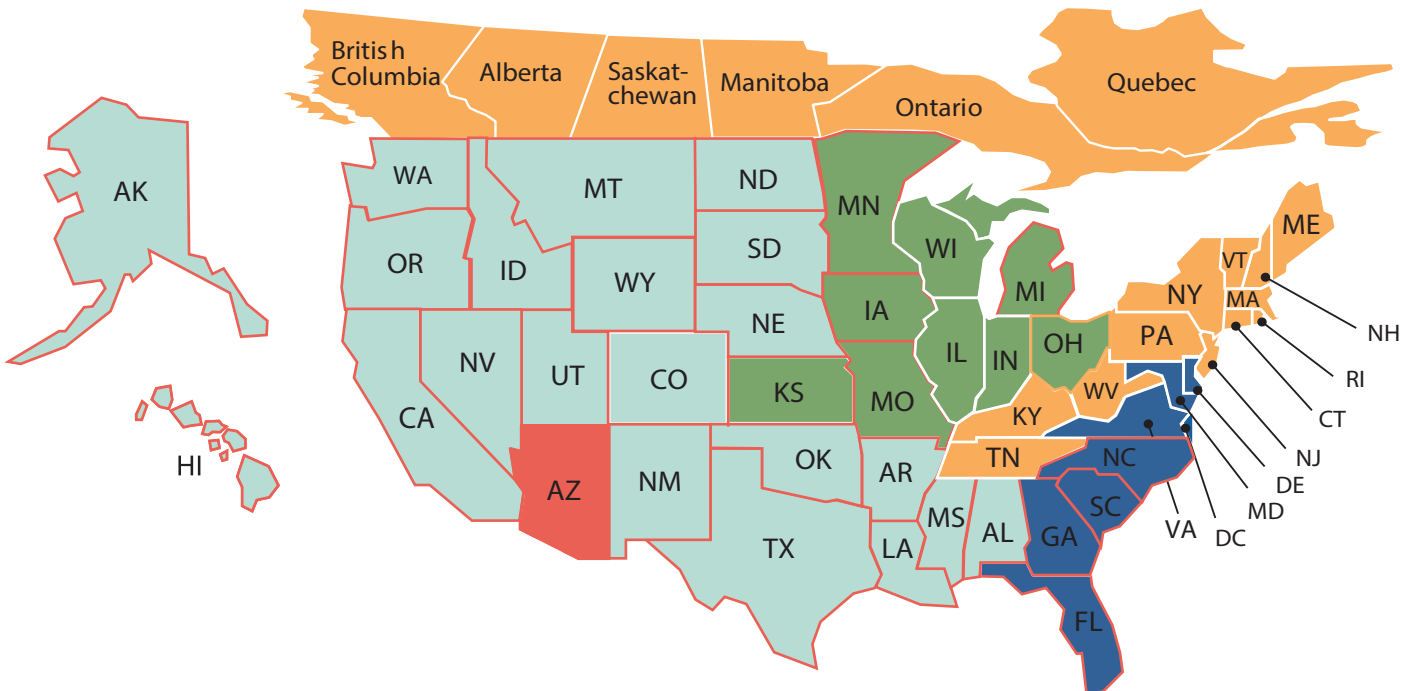 British
Columbia
Alberta
Saskat-
chewan
Manitoba
Ontario
Quebec
AK
WA
MT
ND
MN
OR
ID
WY
SD
WI
MI
VT
ME
NY
MA
NH
NV
UT
CO
NE
IA
IL
IN
OH
PA
RI
CA
KS
MO
KY
WV
CT
HI
AZ
NM
OK
AR
TN
NC
NJ
DE
MD
TX
LA
MS
AL
GA
SC
VA
DC
FL